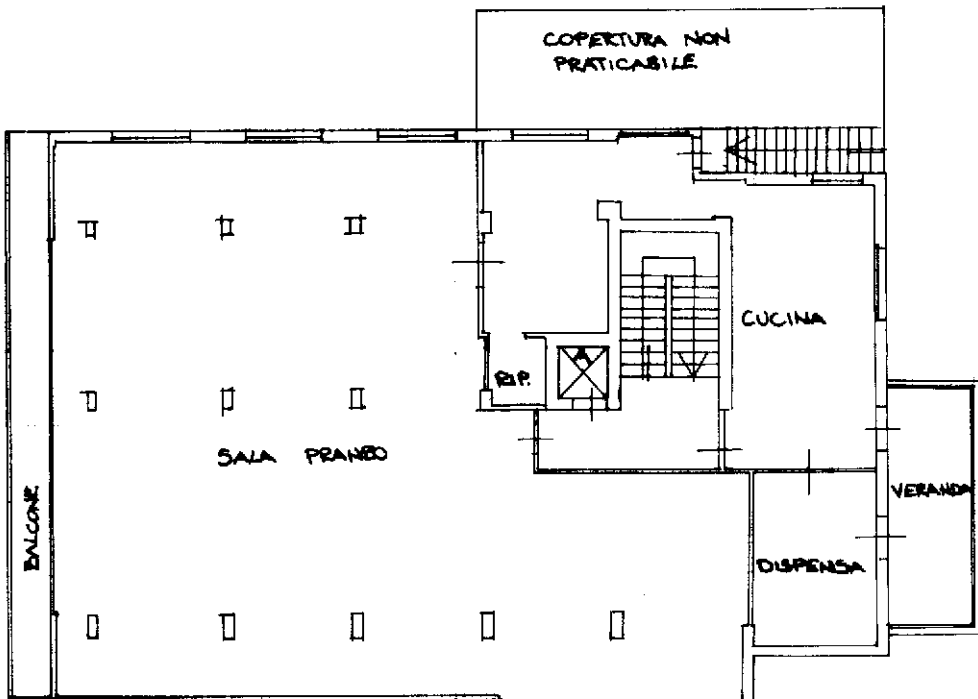 COPERTURA NON
PRATICABILE
CUCINA
A
RIP.
SALA PRANZO
VERANDA
BALCONE
DISPENSA